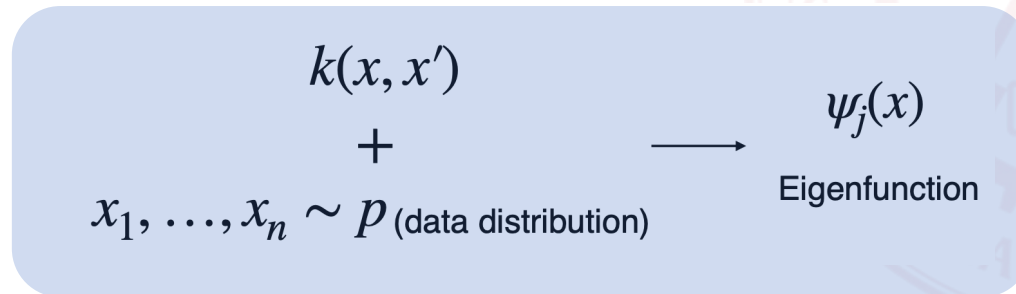 k(x, x′)
+
x₁, …, xₙ ∼ p (data distribution)
ψⱼ(x)
Eigenfunction